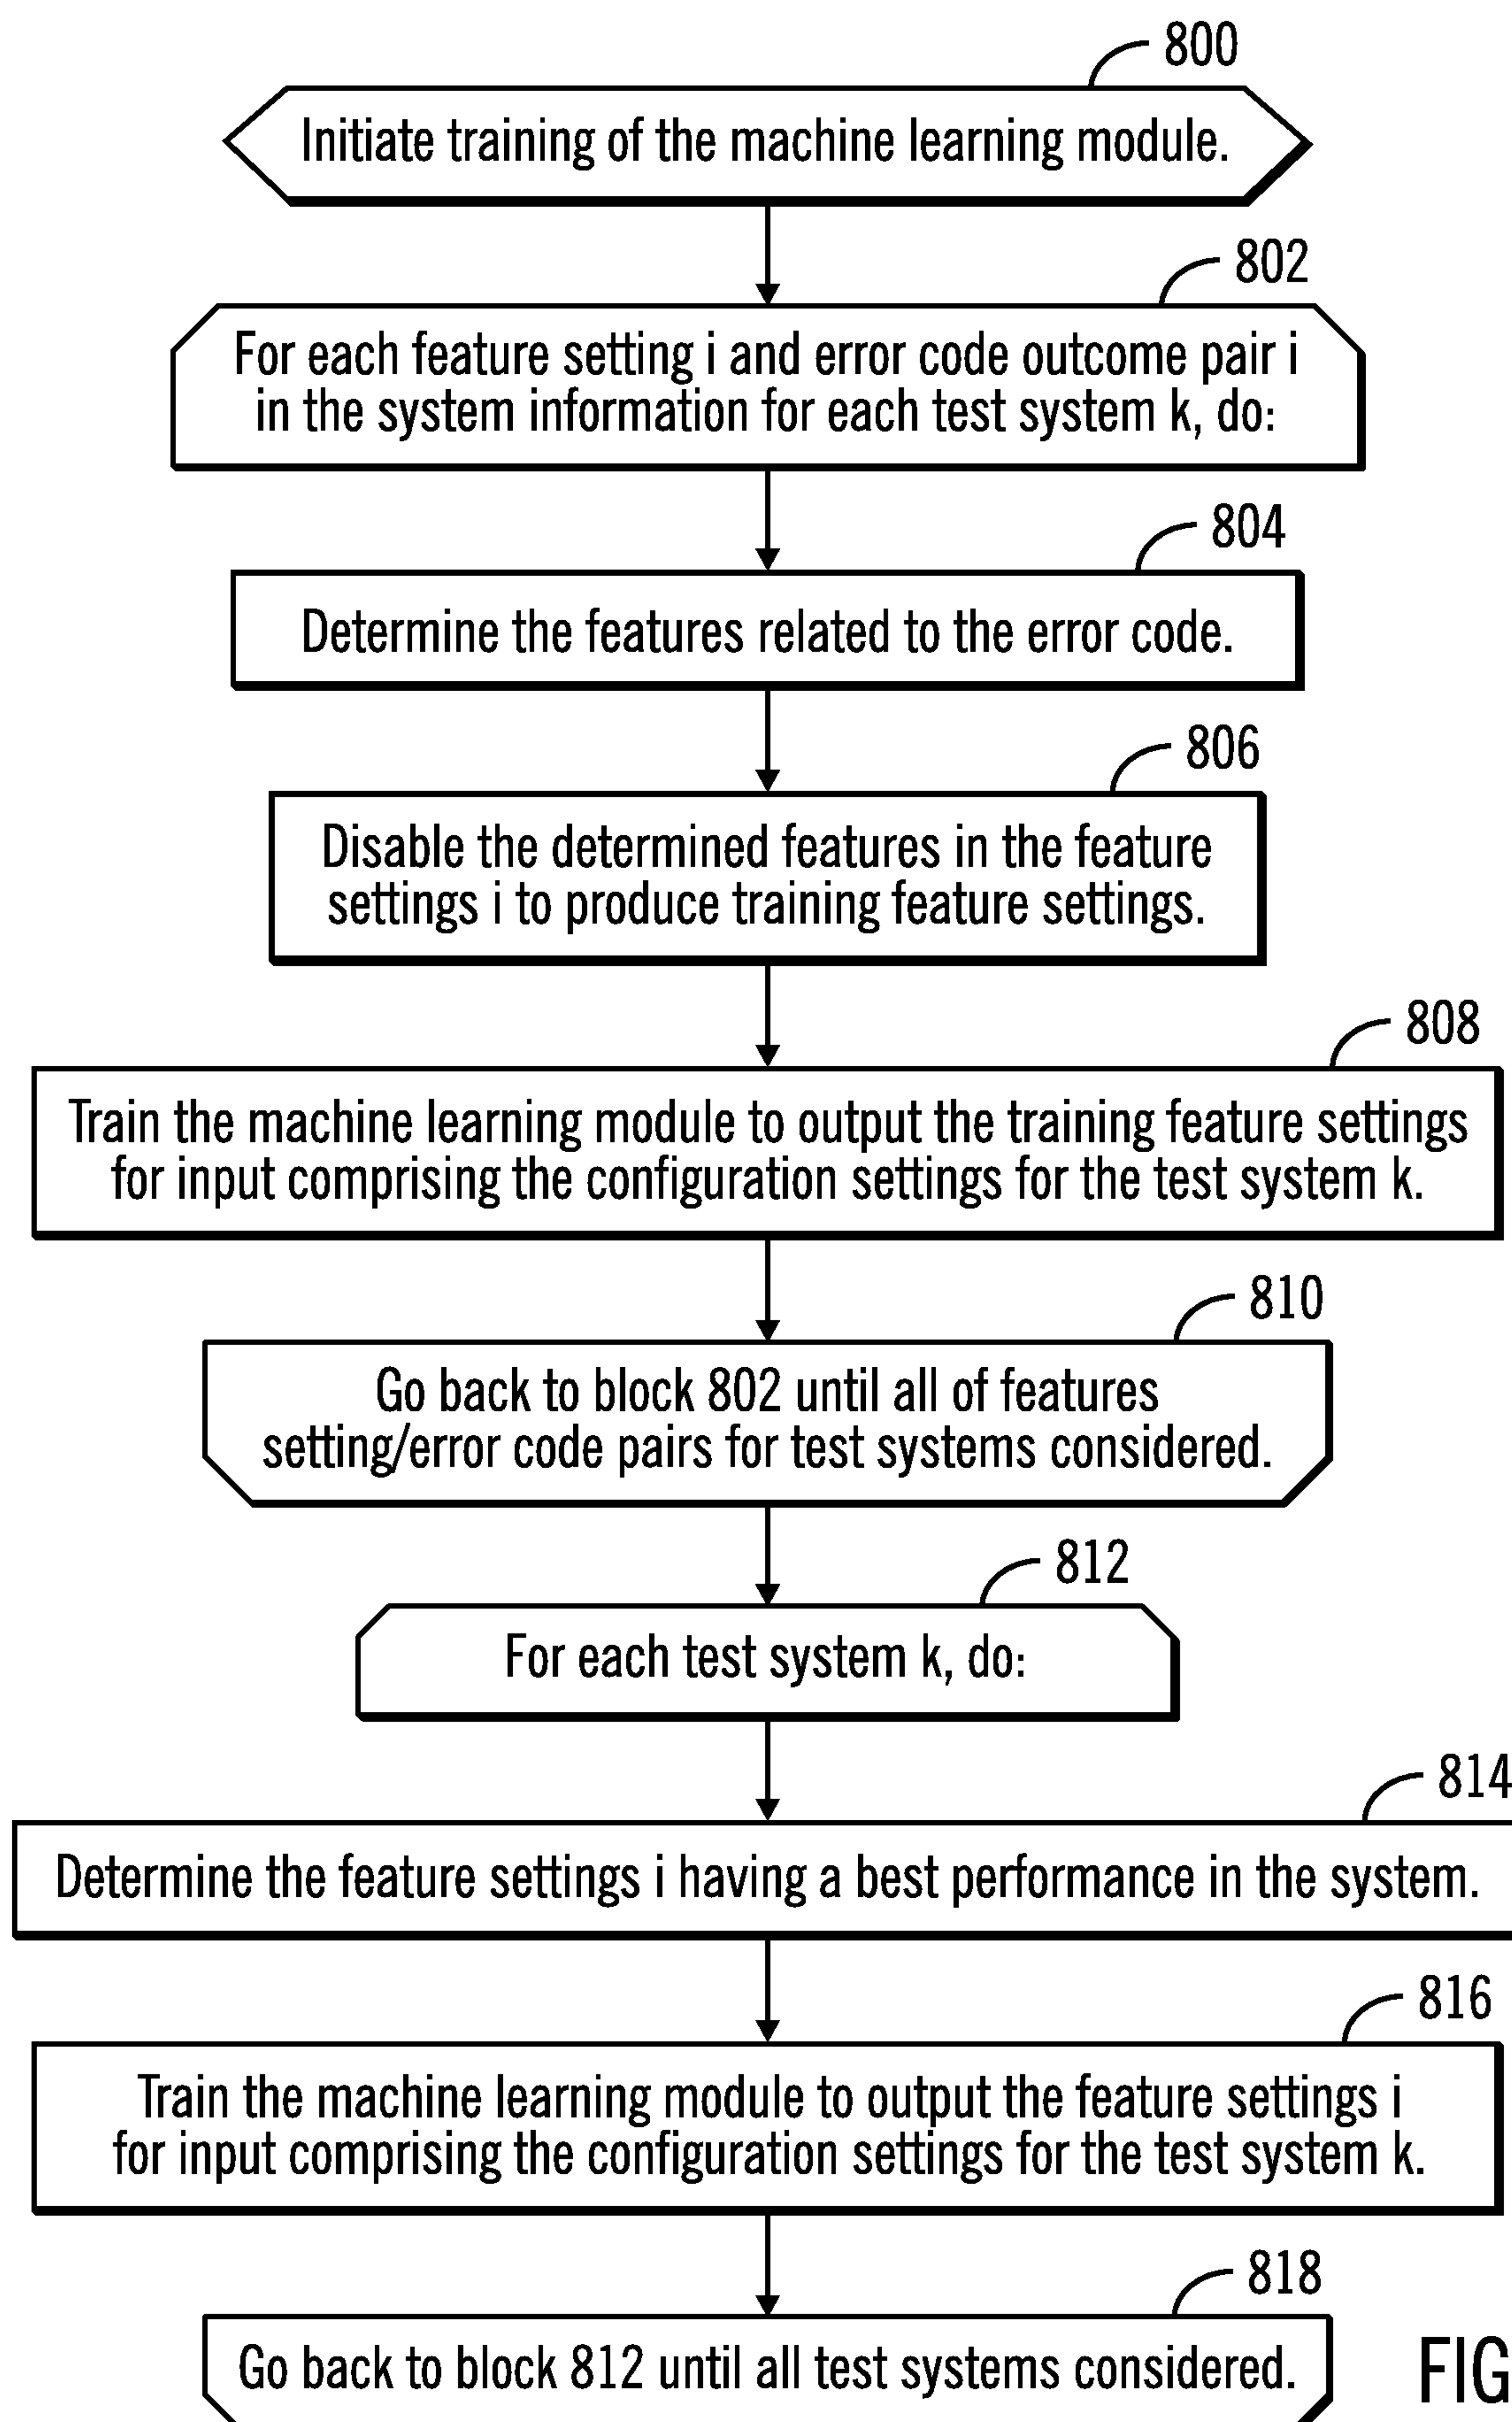 800
Initiate training of the machine learning module.
802
For each feature setting i and error code outcome pair i
in the system information for each test system k, do:
804
Determine the features related to the error code.
806
Disable the determined features in the feature
settings i to produce training feature settings.
808
Train the machine learning module to output the training feature settings
for input comprising the configuration settings for the test system k.
810
Go back to block 802 until all of features
setting/error code pairs for test systems considered.
812
For each test system k, do:
814
Determine the feature settings i having a best performance in the system.
816
Train the machine learning module to output the feature settings i
for input comprising the configuration settings for the test system k.
818
Go back to block 812 until all test systems considered.
FIG